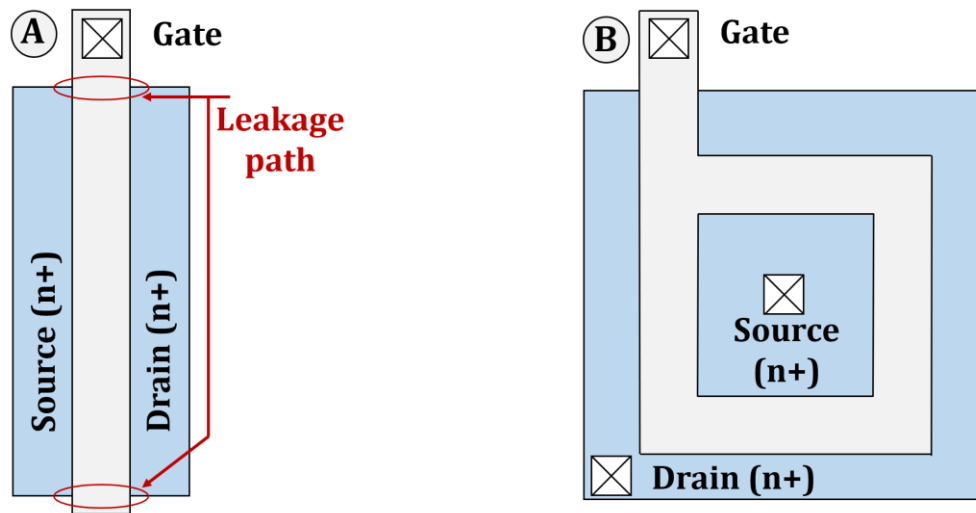 A
Gate
Leakage
path
Source (n+)
Drain (n+)
B
Gate
Source
(n+)
Drain (n+)